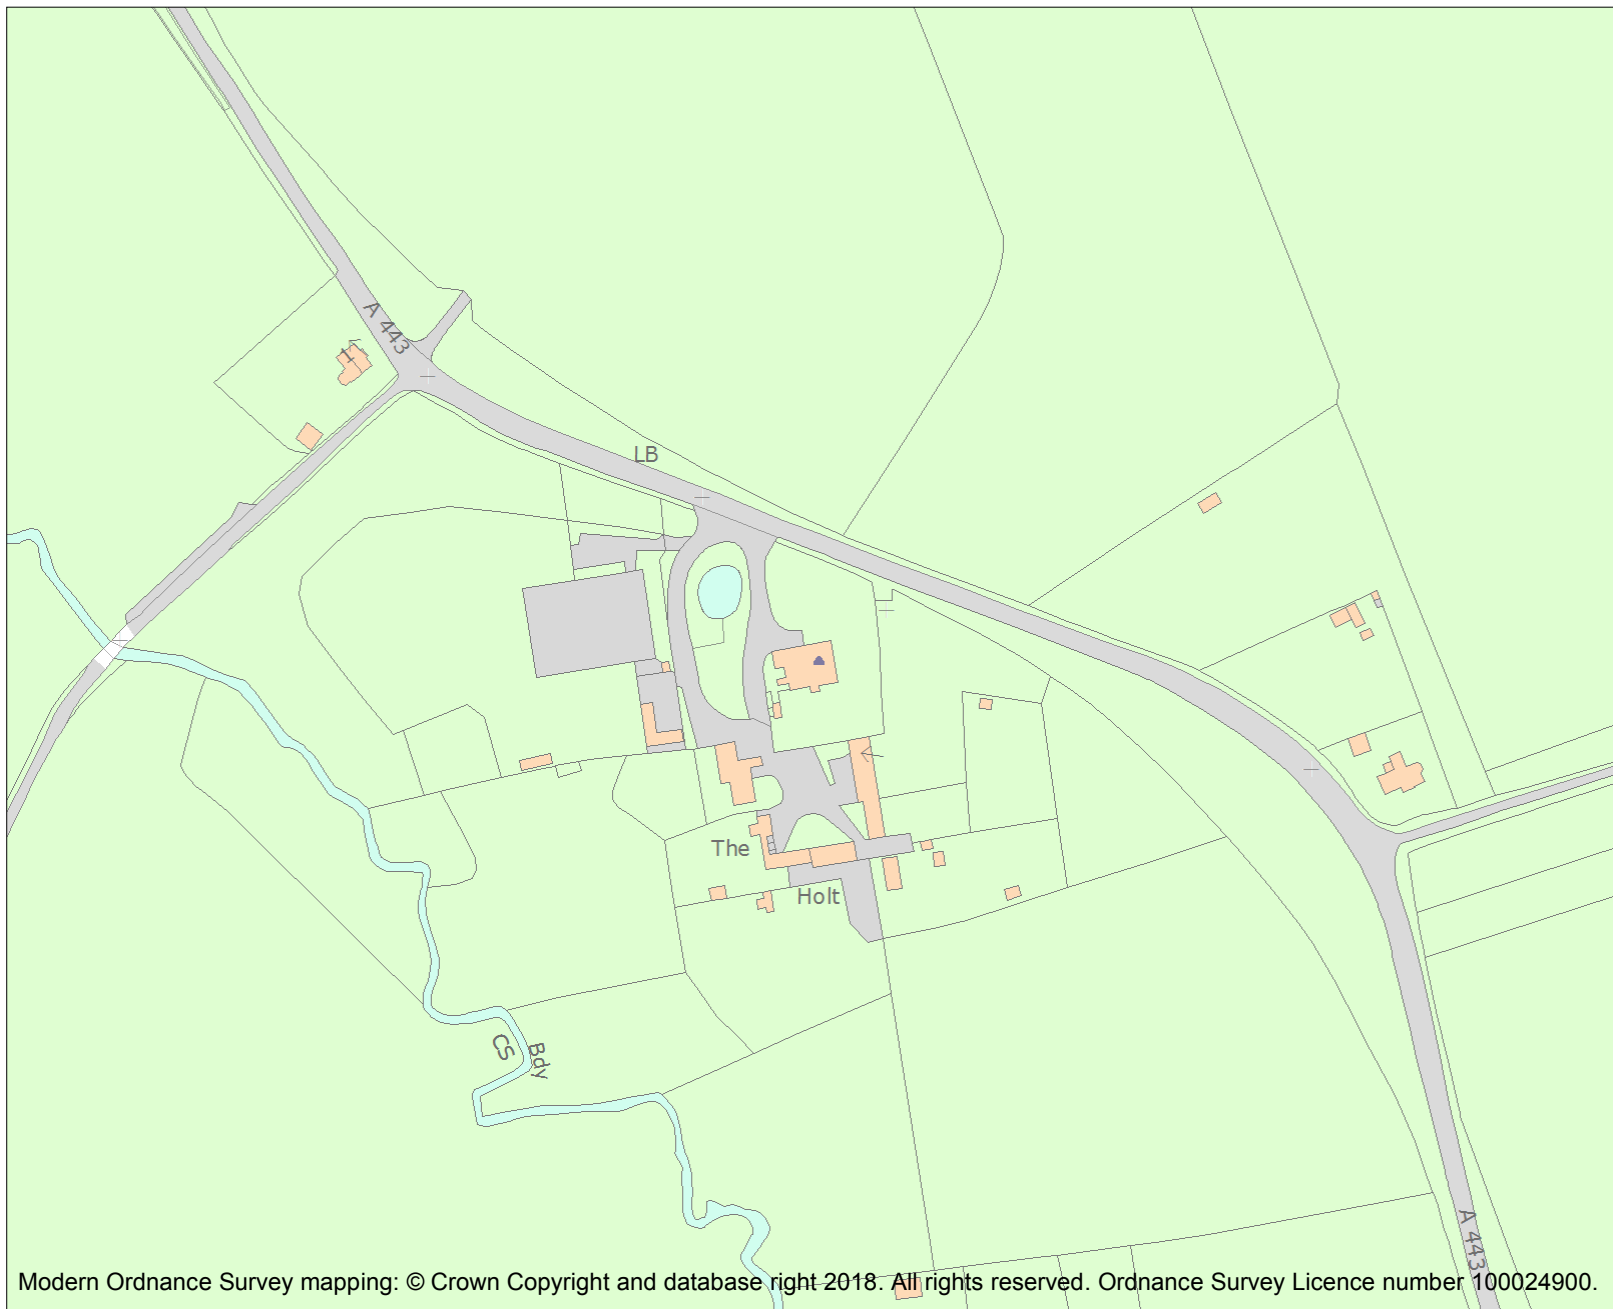 A 443
LB
The
Holt
CS
Bdy
A 443
Modern Ordnance Survey mapping: © Crown Copyright and database right 2018. All rights reserved. Ordnance Survey Licence number 100024900.